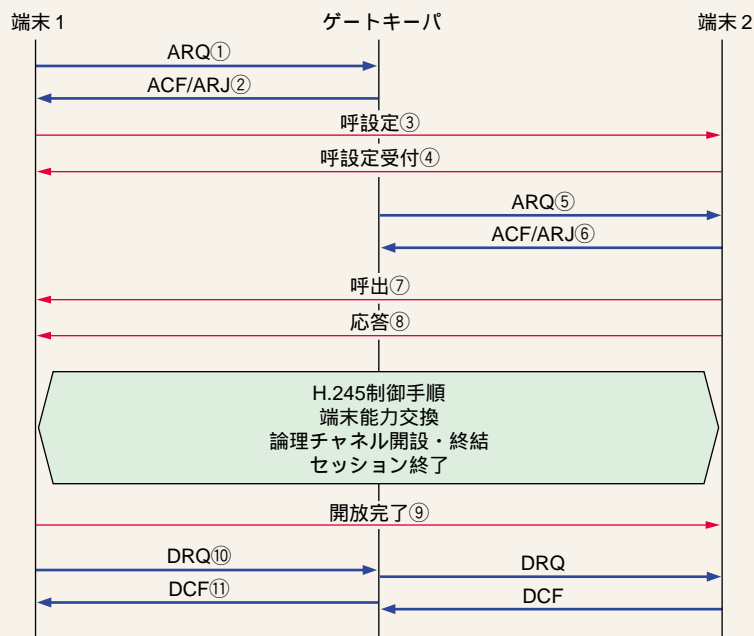 端末1 ゲートキーパ 端末2
ARQ①
ACF/ARJ②
呼設定③
呼設定受付④
ARQ⑤
ACF/ARJ⑥
呼出⑦
応答⑧
H.245制御手順
端末能力交換
論理チャネル開設・終結
セッション終了
開放完了⑨
DRQ⑩ DRQ
DCF⑪ DCF